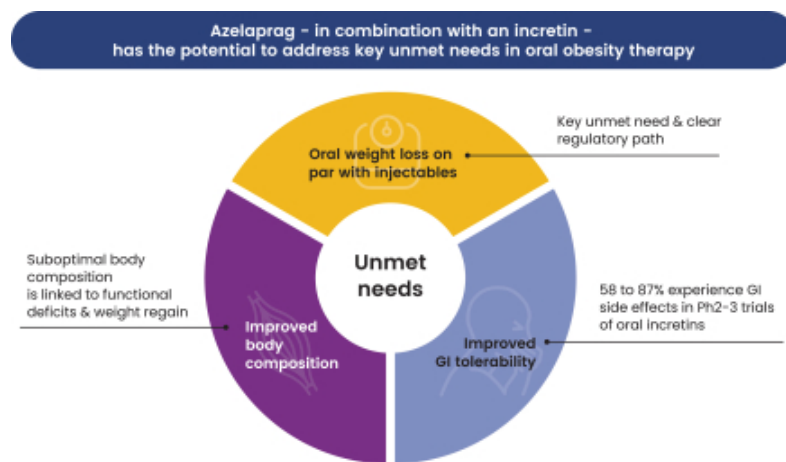 Azelaprag - in combination with an incretin -
has the potential to address key unmet needs in oral obesity therapy
Key unmet need & clear
regulatory path
Oral weight loss on
par with injectables
Unmet
needs
Suboptimal body
composition
is linked to functional
deficits & weight regain
Improved
body
composition
58 to 87% experience GI
side effects in Ph2-3 trials
of oral incretins
Improved
GI tolerability